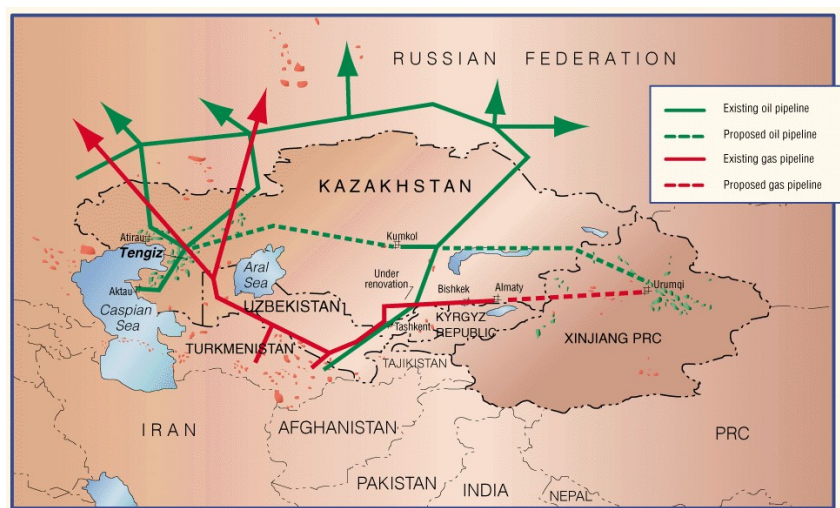 RUSSIAN FEDERATION
Existing oil pipeline
Proposed oil pipeline
Existing gas pipeline
Proposed gas pipeline
KAZAKHSTAN
Atirau
Tengiz
Kumkol
Aral
Sea
Under
renovation
Aktau
Caspian
Sea
UZBEKISTAN
Bishkek
Almaty
Urumqi
KYRGYZ
REPUBLIC
Tashkent
XINJIANG PRC
TURKMENISTAN
TAJIKISTAN
IRAN
AFGHANISTAN
PRC
PAKISTAN
INDIA
NEPAL